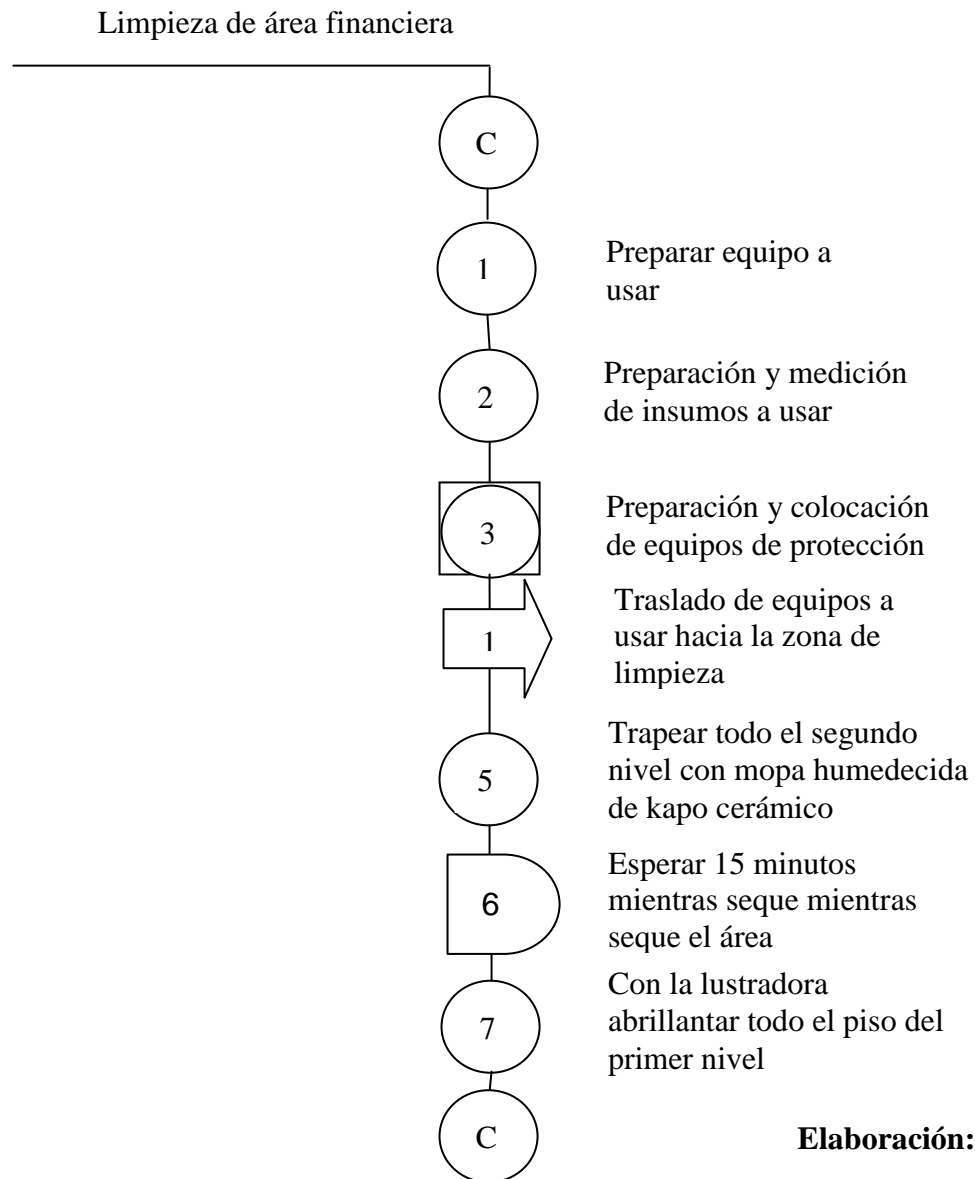 Limpieza de área financiera
C
1
Preparar equipo a
usar
2
Preparación y medición
de insumos a usar
3
Preparación y colocación
de equipos de protección
1
Traslado de equipos a
usar hacia la zona de
limpieza
5
Trapear todo el segundo
nivel con mopa humedecida
de kapo cerámico
6
Esperar 15 minutos
mientras seque mientras
seque el área
7
Con la lustradora
abrillantar todo el piso del
primer nivel
C
Elaboración: